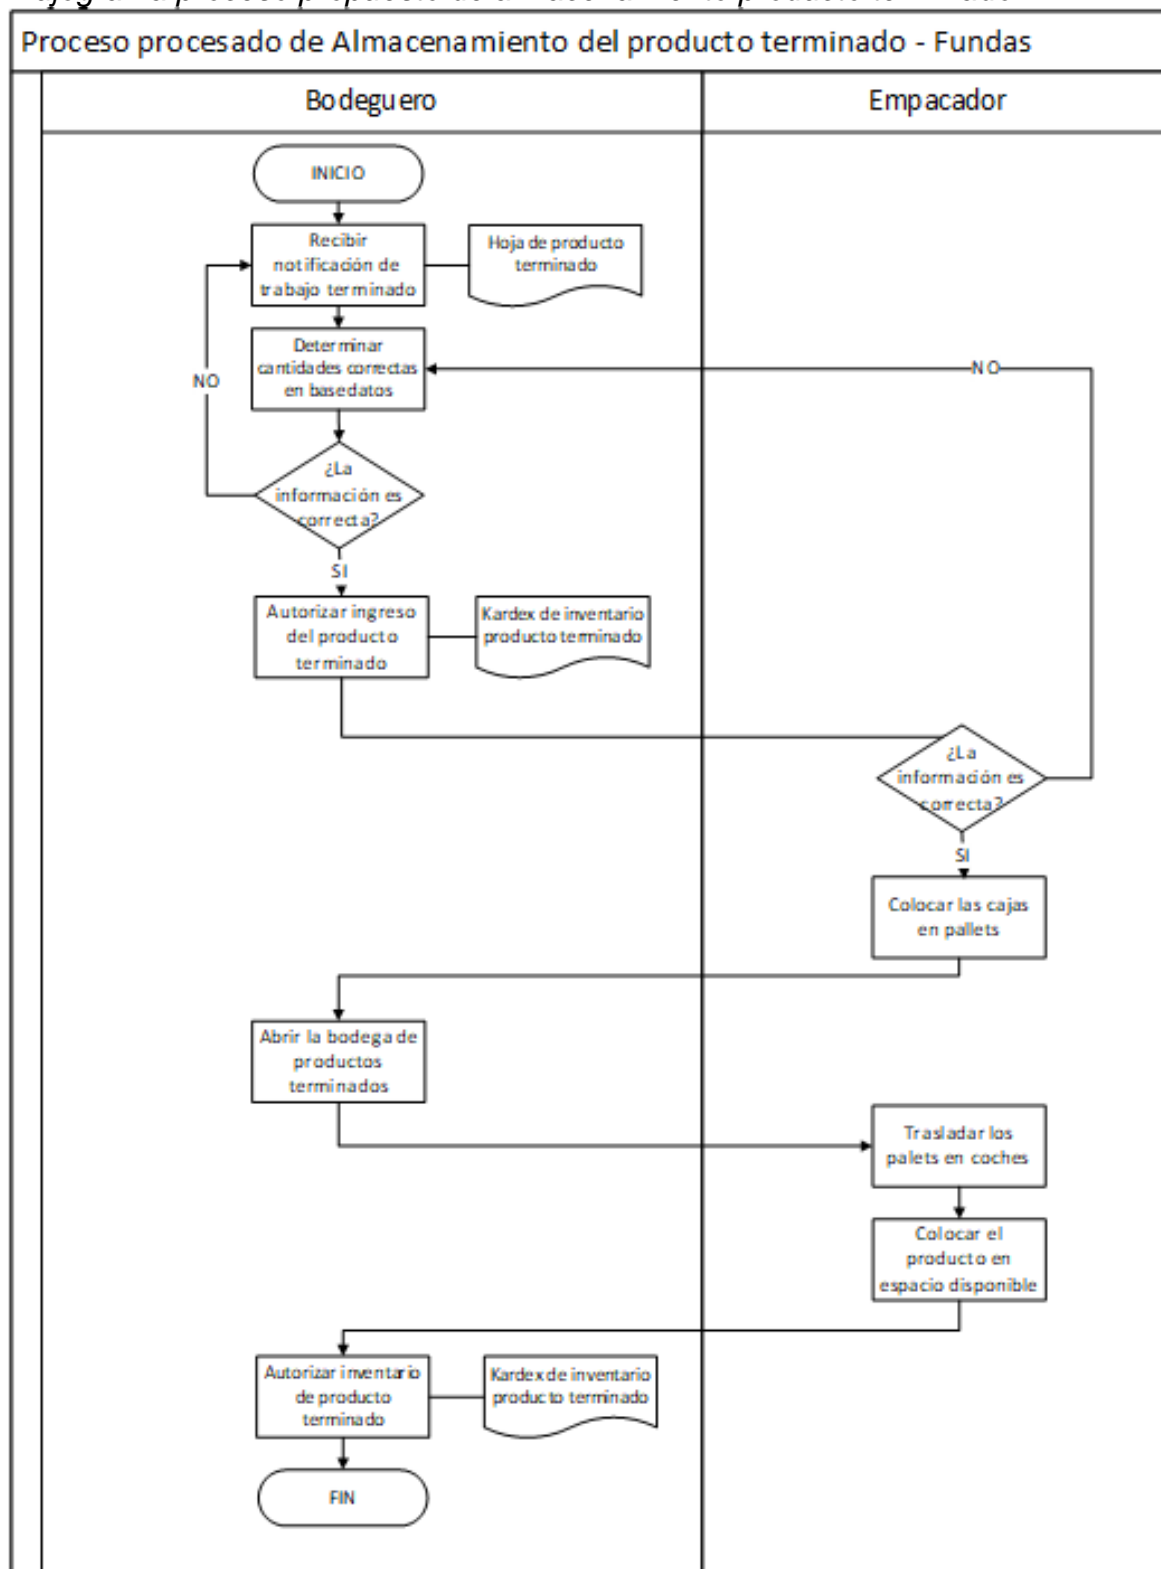 Proceso procesado de Almacenamiento del producto terminado - Fundas
Bodeguero
Empacador
INICIO
Recibir
notificación de
trabajo terminado
Hoja de producto
terminado
Determinar
cantidades correctas
en base datos
NO
NO
¿La
información es
correcta?
SI
Autorizar ingreso
del producto
terminado
Kardex de inventario
producto terminado
¿La
información es
correcta?
SI
Colocar las cajas
en pallets
Abrir la bodega de
productos
terminados
Trasladar los
palets en coches
Colocar el
producto en
espacio disponible
Autorizar inventario
de producto
terminado
Kardex de inventario
producto terminado
FIN